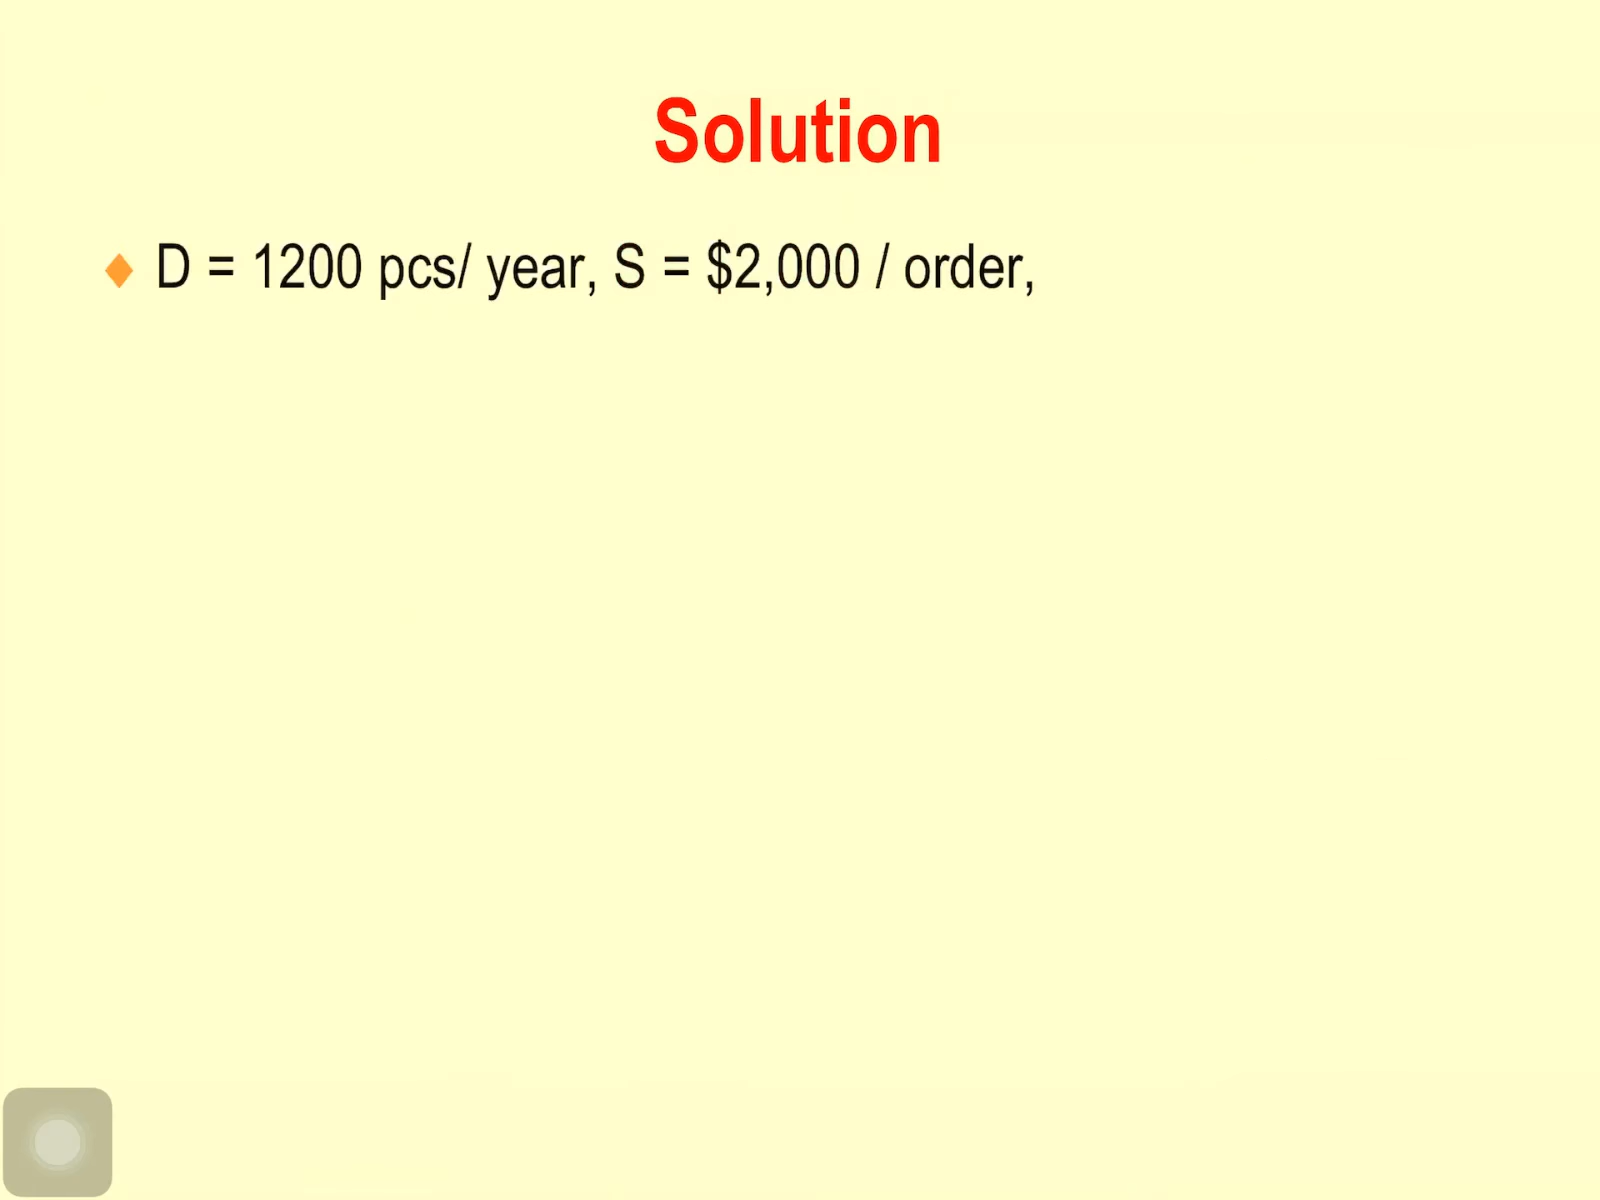 Solution
D = 1200 pcs/ year, S = $2,000 / order,